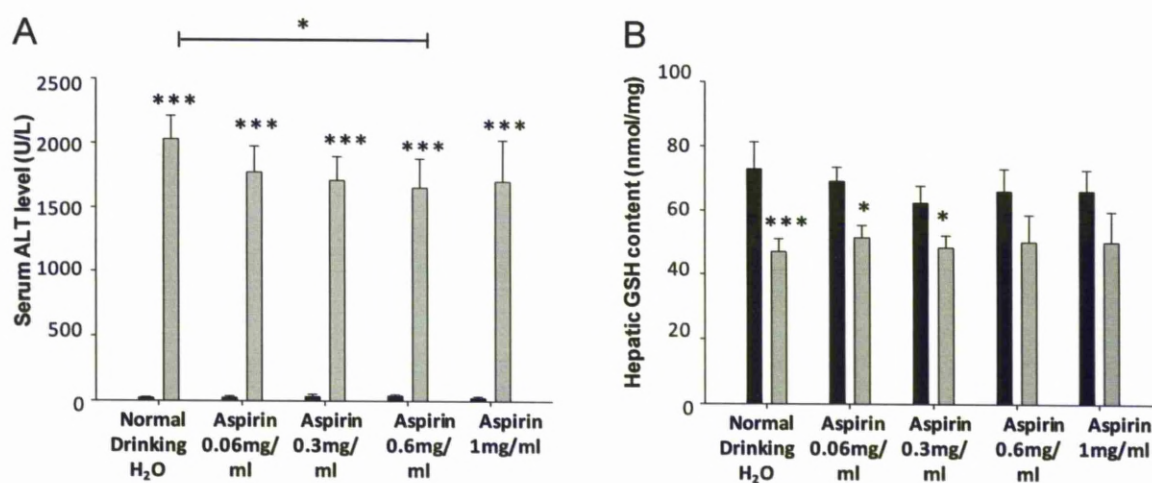 A
*
Serum ALT level (U/L)
2500
2000
1500
1000
500
0
***
***
***
***
***
Normal
Drinking
H₂O
Aspirin
0.06mg/
ml
Aspirin
0.3mg/
ml
Aspirin
0.6mg/
ml
Aspirin
1mg/ml
B
Hepatic GSH content (nmol/mg)
100
80
60
40
20
0
***
*
*
Normal
Drinking
H₂O
Aspirin
0.06mg/
ml
Aspirin
0.3mg/
ml
Aspirin
0.6mg/
ml
Aspirin
1mg/ml